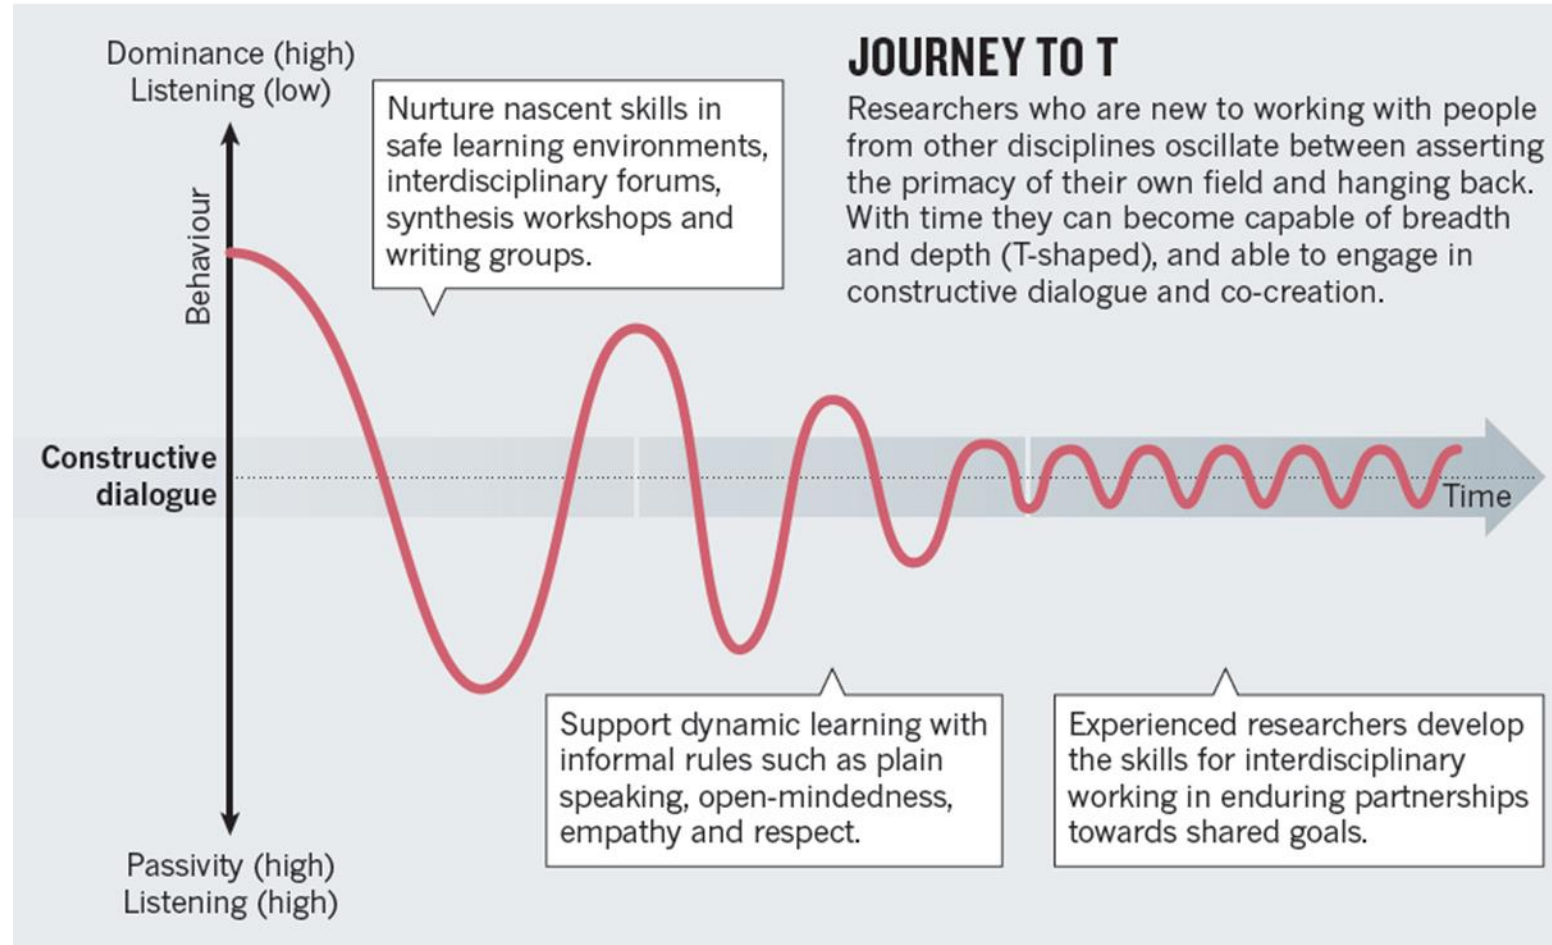 JOURNEY TO T
Researchers who are new to working with people
from other disciplines oscillate between asserting
the primacy of their own field and hanging back.
With time they can become capable of breadth
and depth (T-shaped), and able to engage in
constructive dialogue and co-creation.
Dominance (high)
Listening (low)
Behaviour
Nurture nascent skills in
safe learning environments,
interdisciplinary forums,
synthesis workshops and
writing groups.
Constructive
dialogue
Time
Support dynamic learning with
informal rules such as plain
speaking, open-mindedness,
empathy and respect.
Experienced researchers develop
the skills for interdisciplinary
working in enduring partnerships
towards shared goals.
Passivity (high)
Listening (high)